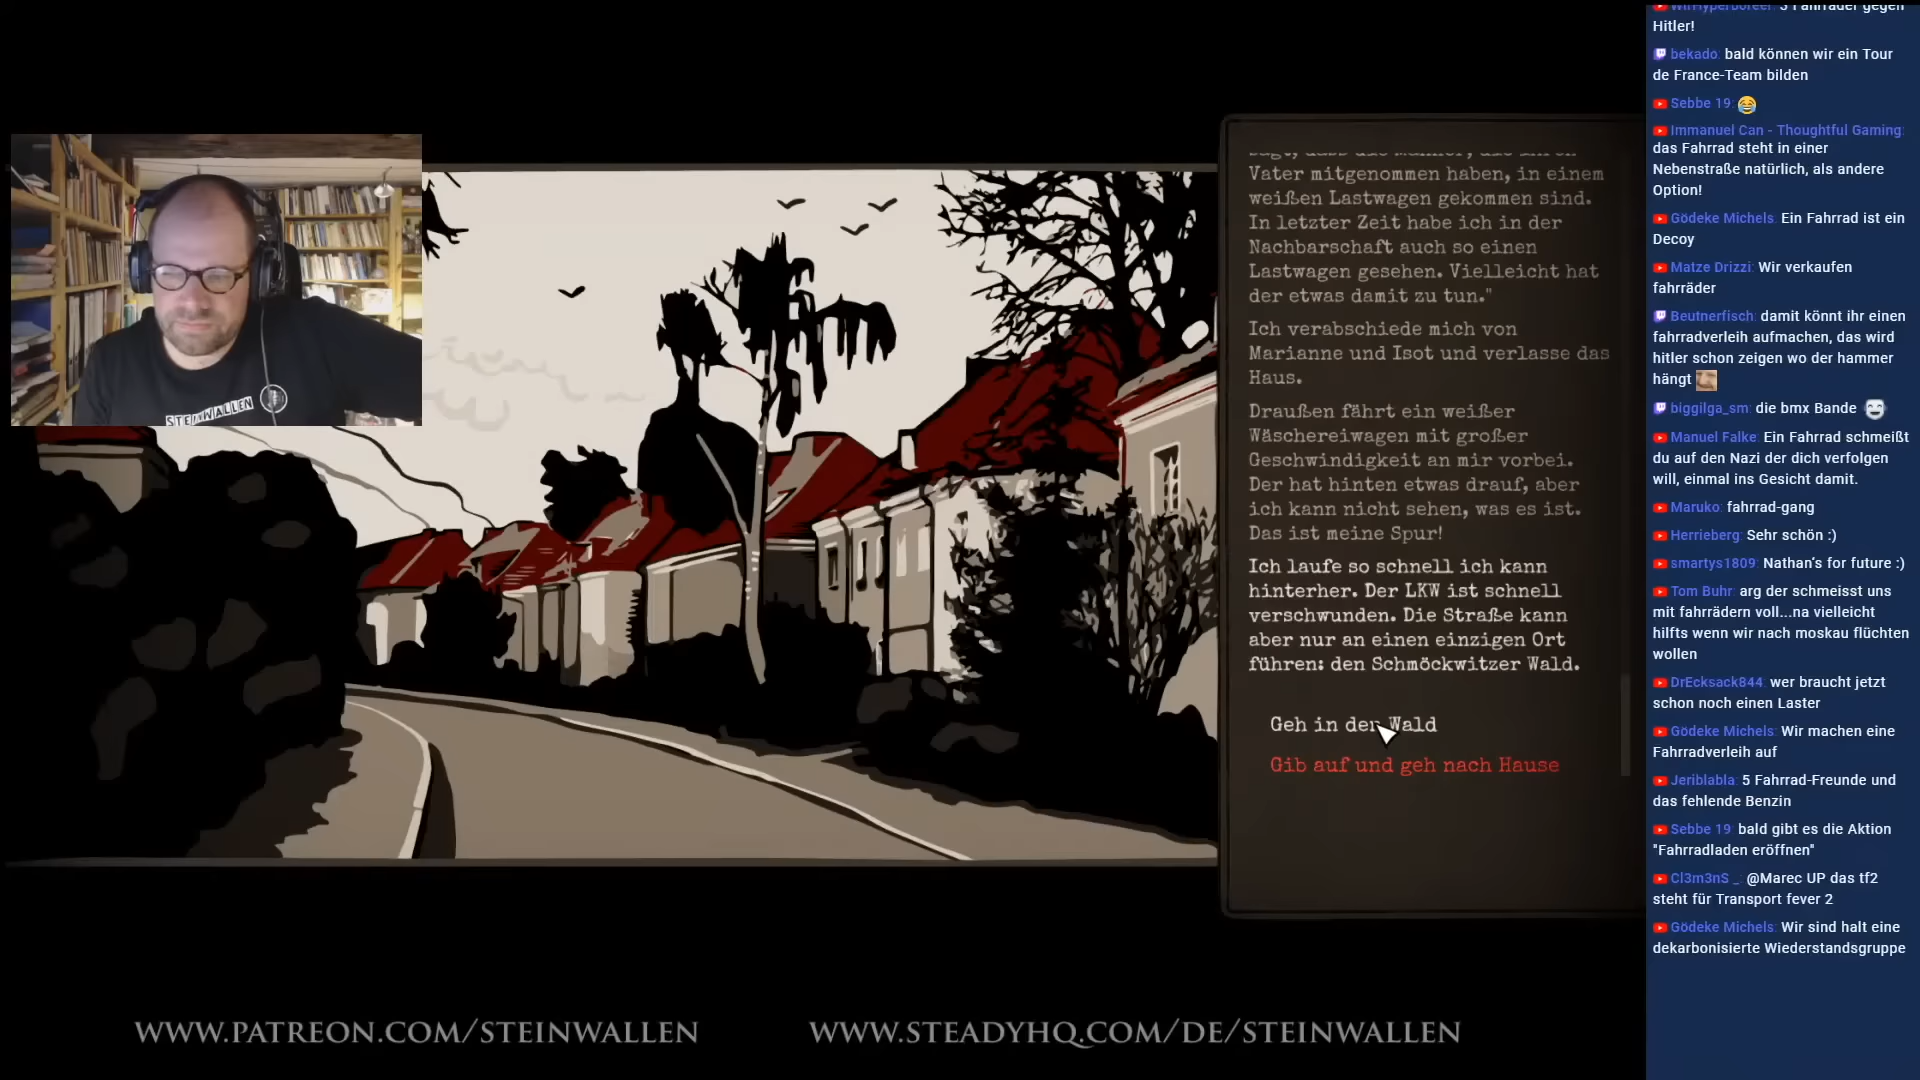 STEINWALLEN
Vater mitgenommen haben, in einem
weißen Lastwagen gekommen sind.
In letzter Zeit habe ich in der
Nachbarschaft auch so einen
Lastwagen gesehen. Vielleicht hat
der etwas damit zu tun."
Ich verabschiede mich von
Marianne und Isot und verlasse das
Haus.
Draußen fährt ein weißer
Wäschereiwagen mit großer
Geschwindigkeit an mir vorbei.
Der hat hinten etwas drauf, aber
ich kann nicht sehen, was es ist.
Das ist meine Spur!
Ich laufe so schnell ich kann
hinterher. Der LKW ist schnell
verschwunden. Die Straße kann
aber nur an einen einzigen Ort
führen: den Schmöckwitzer Wald.
Geh in den Wald
Gib auf und geh nach Hause
WWW.PATREON.COM/STEINWALLEN
WWW.STEADYHQ.COM/DE/STEINWALLEN
WirHyperboreer: 5 Fahrräder gegen
Hitler!
bekado: bald können wir ein Tour
de France-Team bilden
Sebbe 19: 😂
Immanuel Can - Thoughtful Gaming:
das Fahrrad steht in einer
Nebenstraße natürlich, als andere
Option!
Gödeke Michels: Ein Fahrrad ist ein
Decoy
Matze Drizzi: Wir verkaufen
fahrräder
Beutnerfisch: damit könnt ihr einen
fahrradverleih aufmachen, das wird
hitler schon zeigen wo der hammer
hängt
biggilga_sm: die bmx Bande
Manuel Falke: Ein Fahrrad schmeißt
du auf den Nazi der dich verfolgen
will, einmal ins Gesicht damit.
Maruko: fahrrad-gang
Herrieberg: Sehr schön :)
smartys1809: Nathan's for future :)
Tom Buhr: arg der schmeisst uns
mit fahrrädern voll...na vielleicht
hilfts wenn wir nach moskau flüchten
wollen
DrEcksack844: wer braucht jetzt
schon noch einen Laster
Gödeke Michels: Wir machen eine
Fahrradverleih auf
Jeriblabla: 5 Fahrrad-Freunde und
das fehlende Benzin
Sebbe 19: bald gibt es die Aktion
"Fahrradladen eröffnen"
Cl3m3nS _: @Marec UP das tf2
steht für Transport fever 2
Gödeke Michels: Wir sind halt eine
dekarbonisierte Wiederstandsgruppe